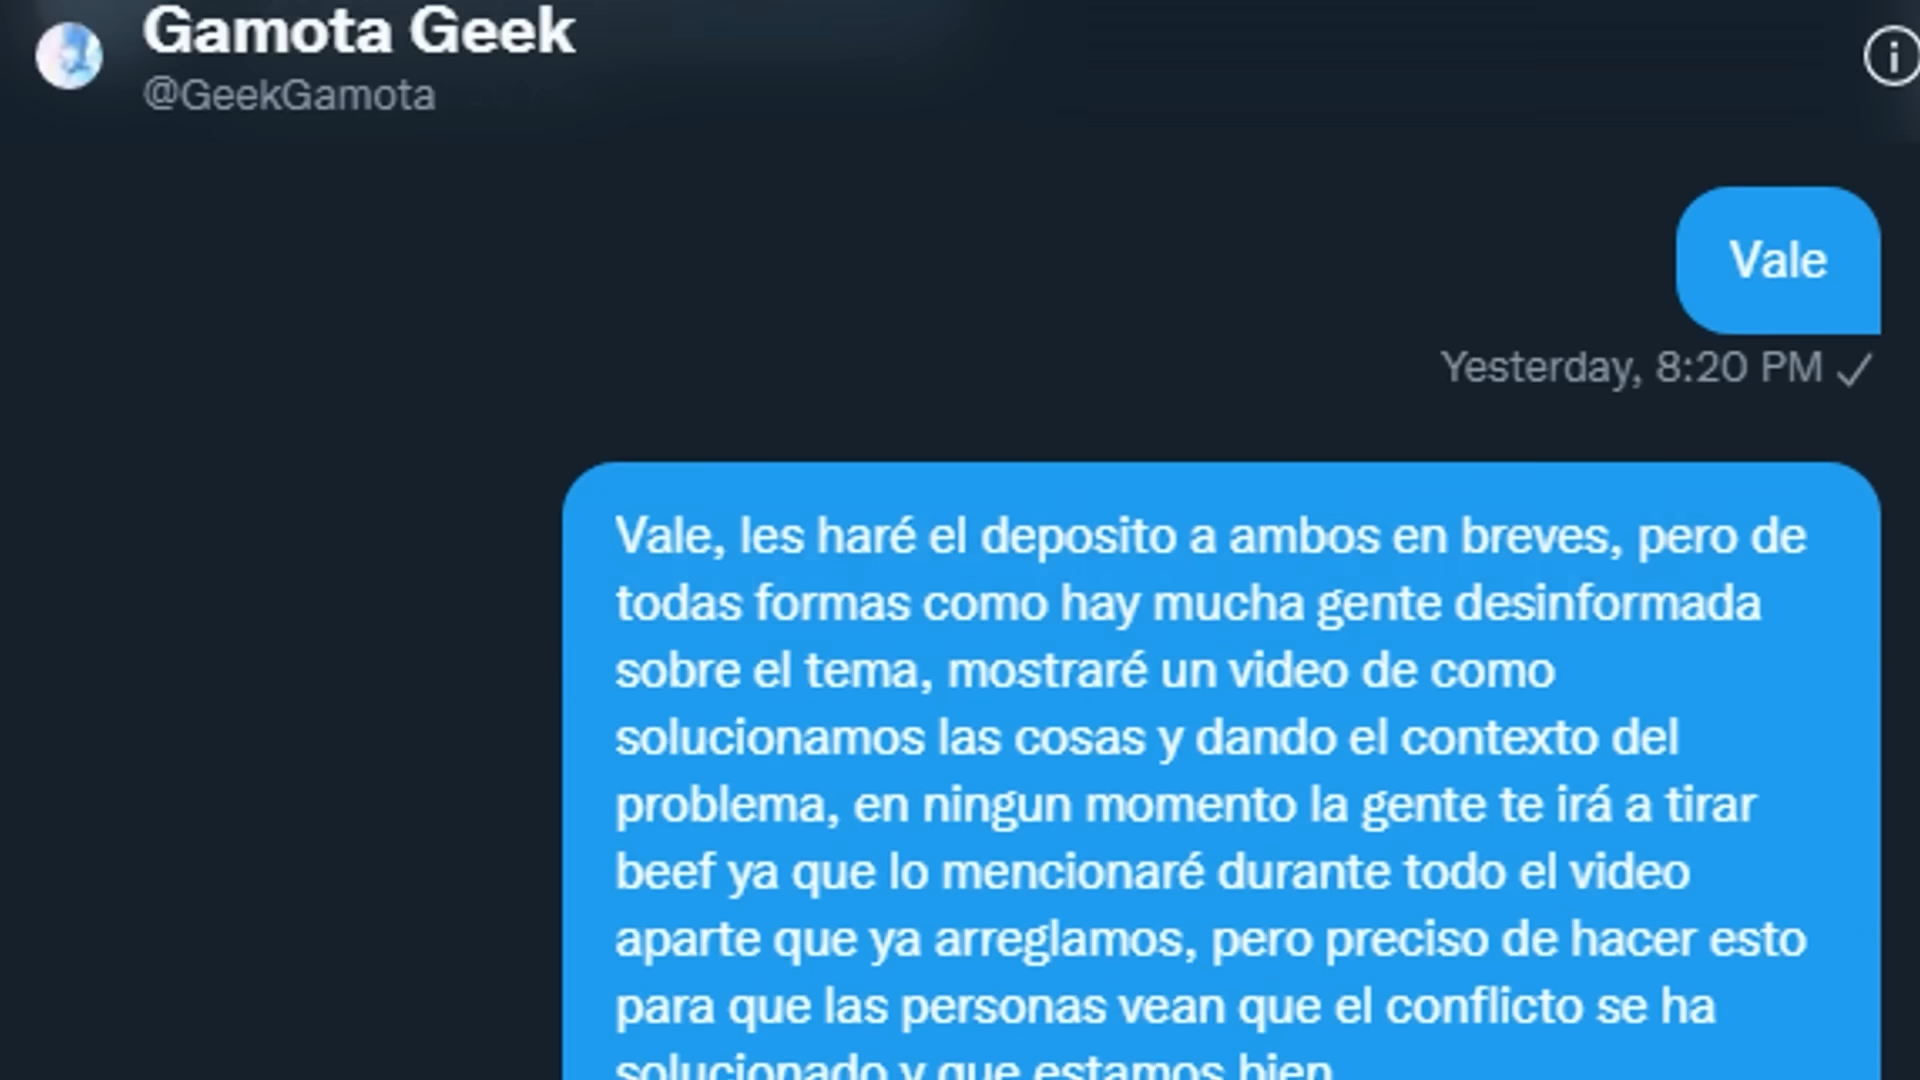 Gamota Geek
@GeekGamota
Vale
Yesterday, 8:20 PM
Vale, les haré el deposito a ambos en breves, pero de
todas formas como hay mucha gente desinformada
sobre el tema, mostraré un video de como
solucionamos las cosas y dando el contexto del
problema, en ningun momento la gente te irá a tirar
beef ya que lo mencionaré durante todo el video
aparte que ya arreglamos, pero preciso de hacer esto
para que las personas vean que el conflicto se ha
solucionado y que estamos bien